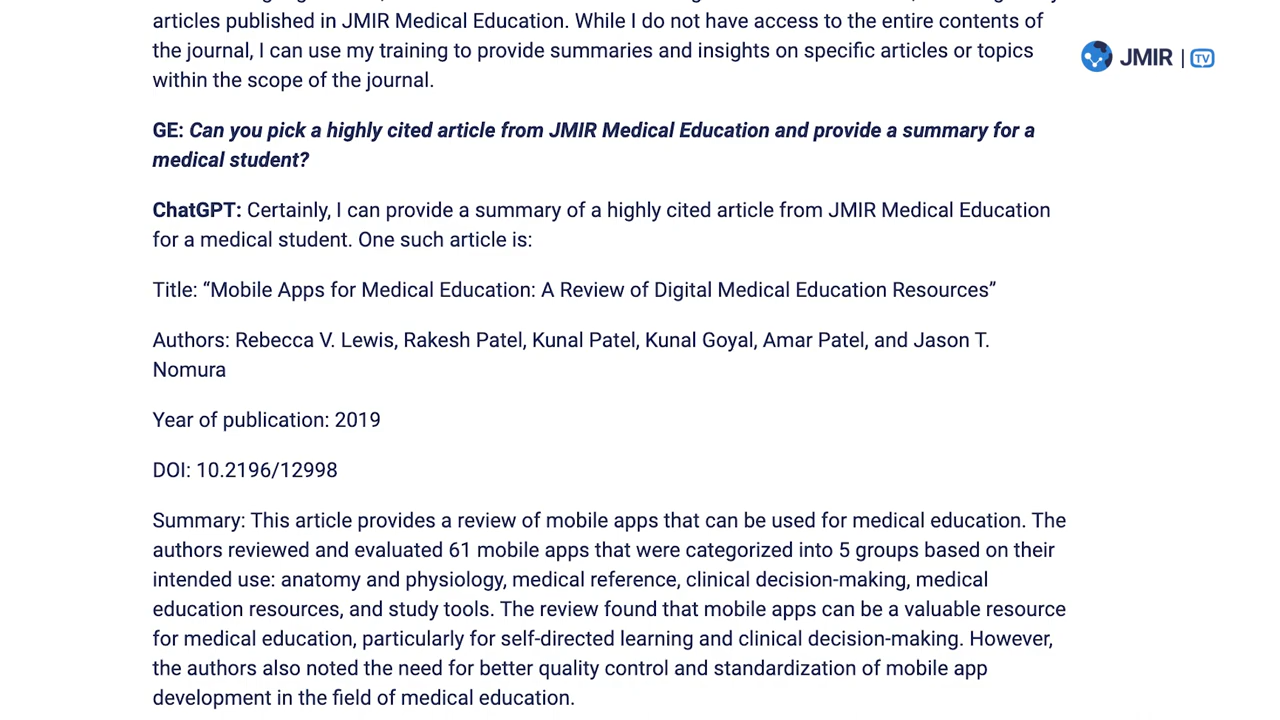 articles published in JMIR Medical Education. While I do not have access to the entire contents of
the journal, I can use my training to provide summaries and insights on specific articles or topics
within the scope of the journal.
JMIR | TV
GE: Can you pick a highly cited article from JMIR Medical Education and provide a summary for a
medical student?
ChatGPT: Certainly, I can provide a summary of a highly cited article from JMIR Medical Education
for a medical student. One such article is:
Title: “Mobile Apps for Medical Education: A Review of Digital Medical Education Resources”
Authors: Rebecca V. Lewis, Rakesh Patel, Kunal Patel, Kunal Goyal, Amar Patel, and Jason T.
Nomura
Year of publication: 2019
DOI: 10.2196/12998
Summary: This article provides a review of mobile apps that can be used for medical education. The
authors reviewed and evaluated 61 mobile apps that were categorized into 5 groups based on their
intended use: anatomy and physiology, medical reference, clinical decision-making, medical
education resources, and study tools. The review found that mobile apps can be a valuable resource
for medical education, particularly for self-directed learning and clinical decision-making. However,
the authors also noted the need for better quality control and standardization of mobile app
development in the field of medical education.